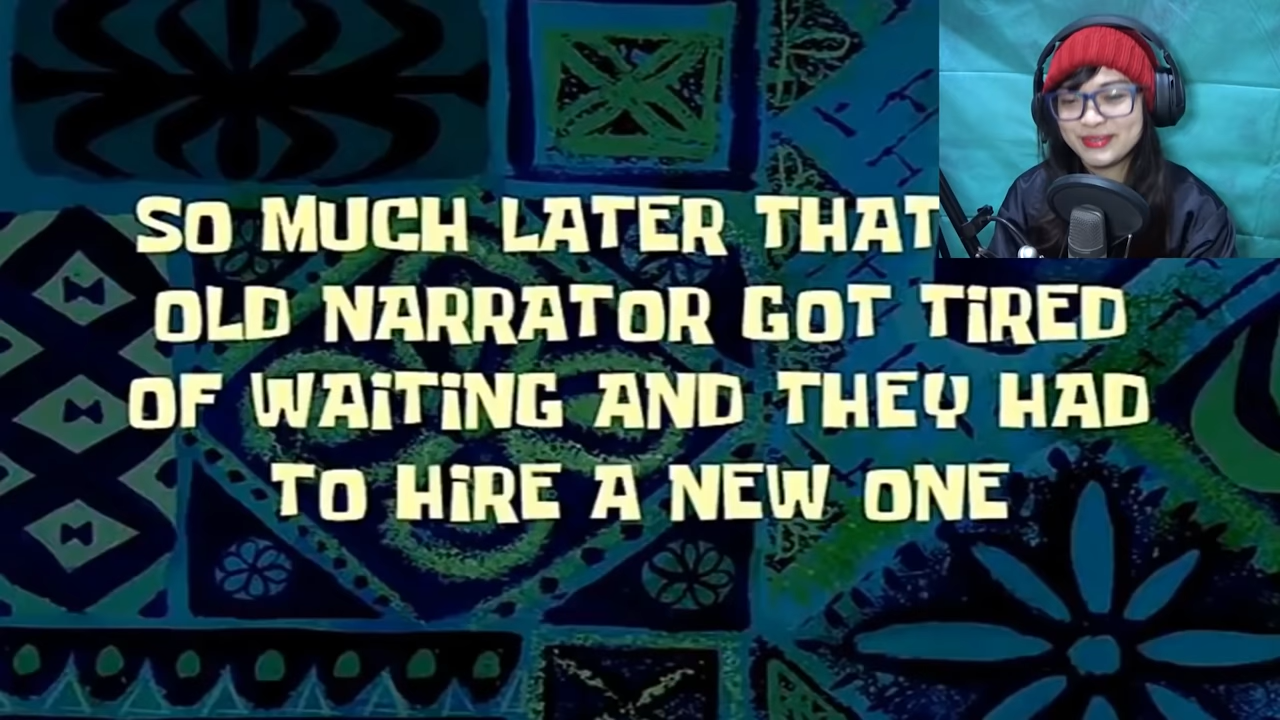 SO MUCH LATER THAT
OLD NARRATOR GOT TiRED
OF WAiTiNG AND THEY HAD
TO HiRE A NEW ONE